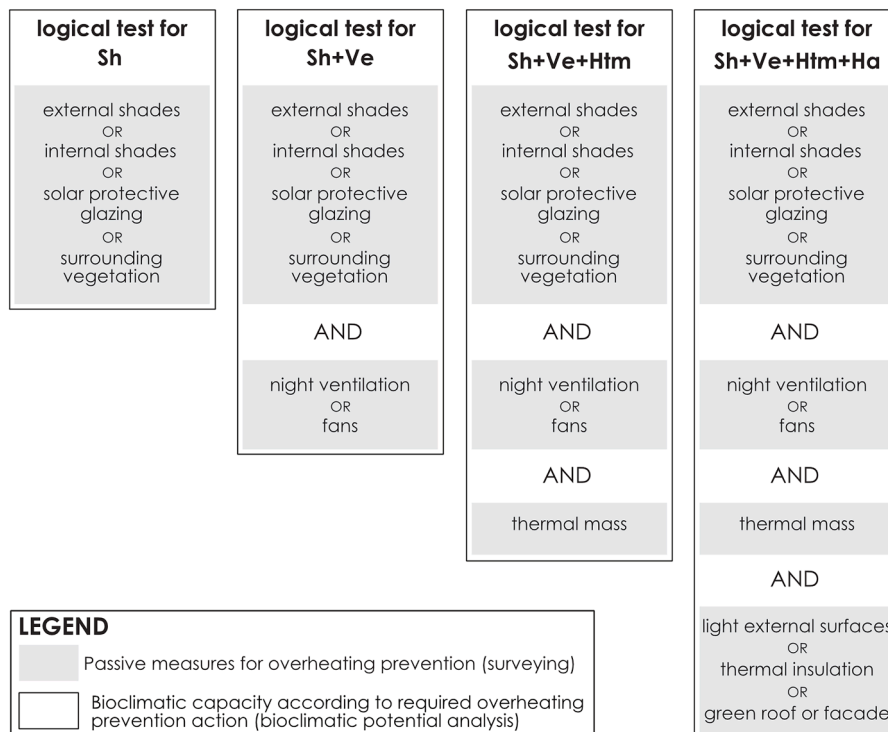 logical test for
Sh
external shades
OR
internal shades
OR
solar protective
glazing
OR
surrounding
vegetation
logical test for
Sh+Ve
external shades
OR
internal shades
OR
solar protective
glazing
OR
surrounding
vegetation
AND
night ventilation
OR
fans
logical test for
Sh+Ve+Htm
external shades
OR
internal shades
OR
solar protective
glazing
OR
surrounding
vegetation
AND
night ventilation
OR
fans
AND
thermal mass
logical test for
Sh+Ve+Htm+Ha
external shades
OR
internal shades
OR
solar protective
glazing
OR
surrounding
vegetation
AND
night ventilation
OR
fans
AND
thermal mass
AND
light external surfaces
OR
thermal insulation
OR
green roof or facade
LEGEND
Passive measures for overheating prevention (surveying)
Bioclimatic capacity according to required overheating
prevention action (bioclimatic potential analysis)